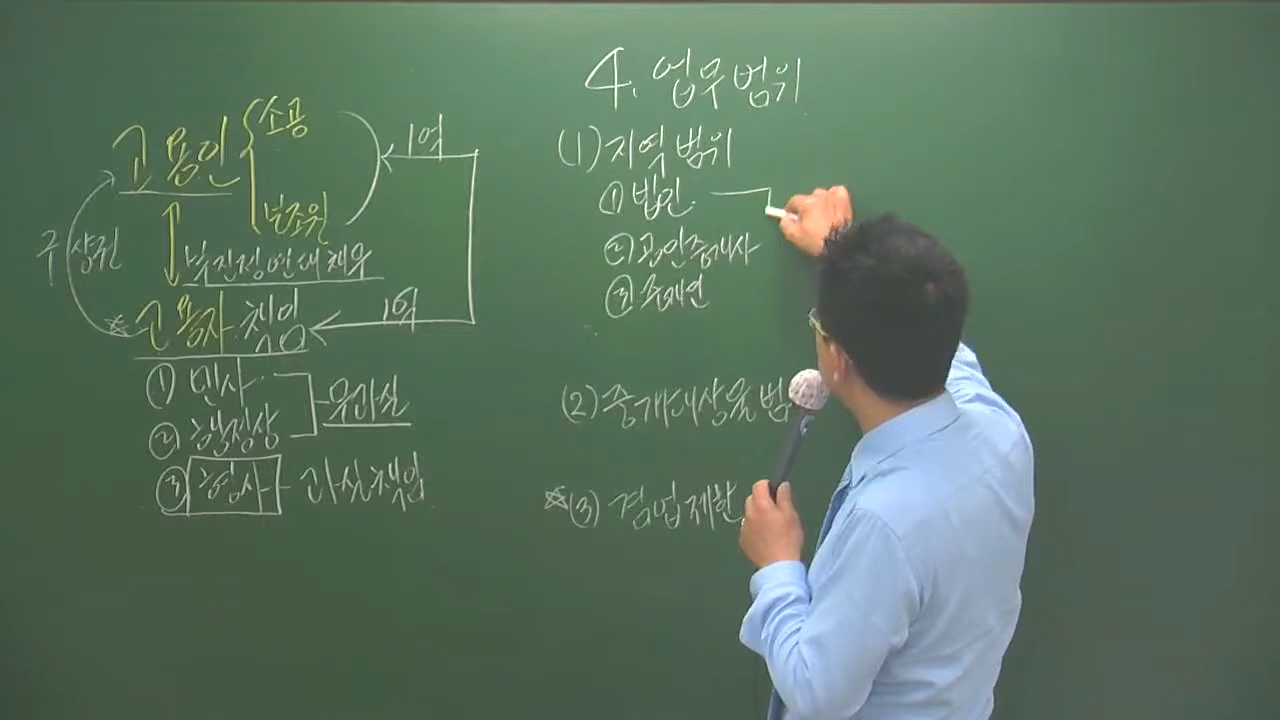 고용인 { 소공
보조원
1억
구상권
부진정연대채무
☆ 고용자 책임
1억
① 민사
② 행정상
무과실
③ 형사 - 과실책임
4. 업무범위
(1) 지역범위
① 법인
② 공인중개사
③ 중개인
(2) 중개대상물 범
☆(3) 겸업제한